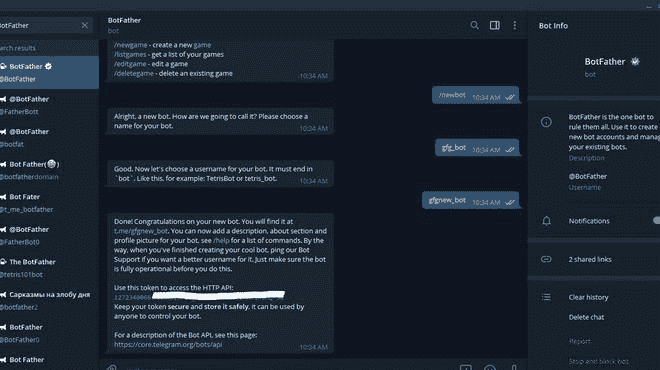 BotFather
arch results
BotFather
@BotFather
@BotFather
@FatherBott
@BotFather
@botfat
Bot Father(
)
@botfatherdomain
Bot Fater
@t_me_botfather
@BotFather
@FatherBot0
The BotFather
@tetris101bot
Сарказмы на злобу дня
@botfather2
BotFather
@BotFather0
Bot Father
BotFather
bot
/newgame - create a new game
/listgames - get a list of your games
/editgame - edit a game
/deletegame - delete an existing game
10:34 AM
/newbot 10:34 AM
Alright, a new bot. How are we going to call it? Please choose a
name for your bot.
10:34 AM
gfg_bot 10:34 AM
Good. Now let's choose a username for your bot. It must end in
`bot`. Like this, for example: TetrisBot or tetris_bot.
10:34 AM
gfgnew_bot 10:34 AM
Done! Congratulations on your new bot. You will find it at
t.me/gfgnew_bot. You can now add a description, about section and
profile picture for your bot, see /help for a list of commands. By the
way, when you've finished creating your cool bot, ping our Bot
Support if you want a better username for it. Just make sure the bot
is fully operational before you do this.
Use this token to access the HTTP API:
Keep your token secure and store it safely, it can be used by
anyone to control your bot.
For a description of the Bot API, see this page:
https://core.telegram.org/bots/api
10:34 AM
Bot Info
BotFather
bot
BotFather is the one bot to
rule them all. Use it to create
new bot accounts and manag
your existing bots.
Description
@BotFather
Username
Notifications
2 shared links
Clear history
Delete chat
Report
Stop and block bot